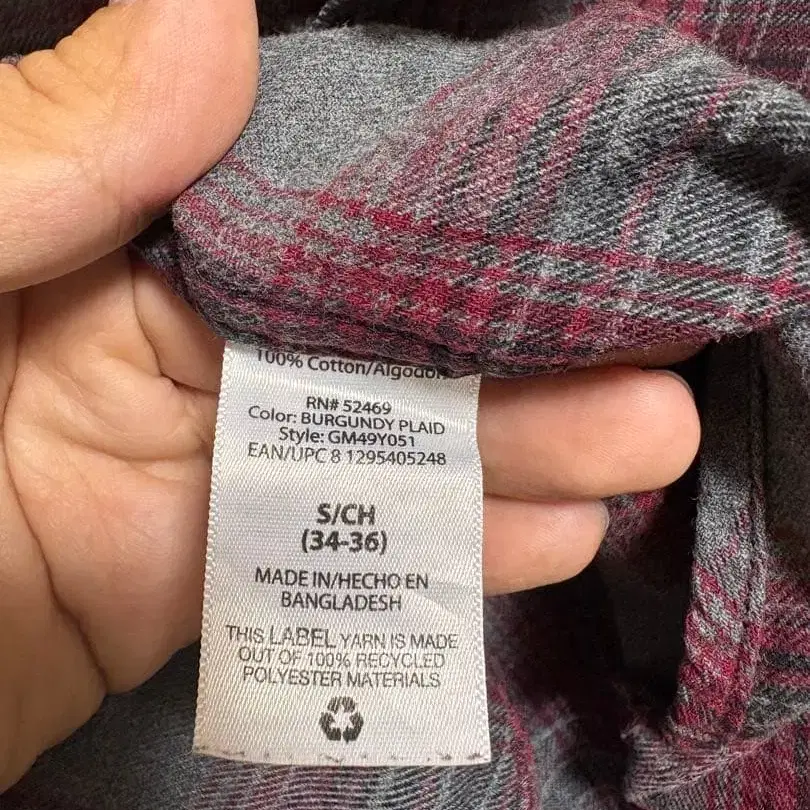 100% Cotton/Algodon
RN# 52469
Color: BURGUNDY PLAID
Style: GM49Y051
EAN/UPC 8 1295405248
S/CH
(34-36)
MADE IN/HECHO EN
BANGLADESH
THIS LABEL YARN IS MADE
OUT OF 100% RECYCLED
POLYESTER MATERIALS